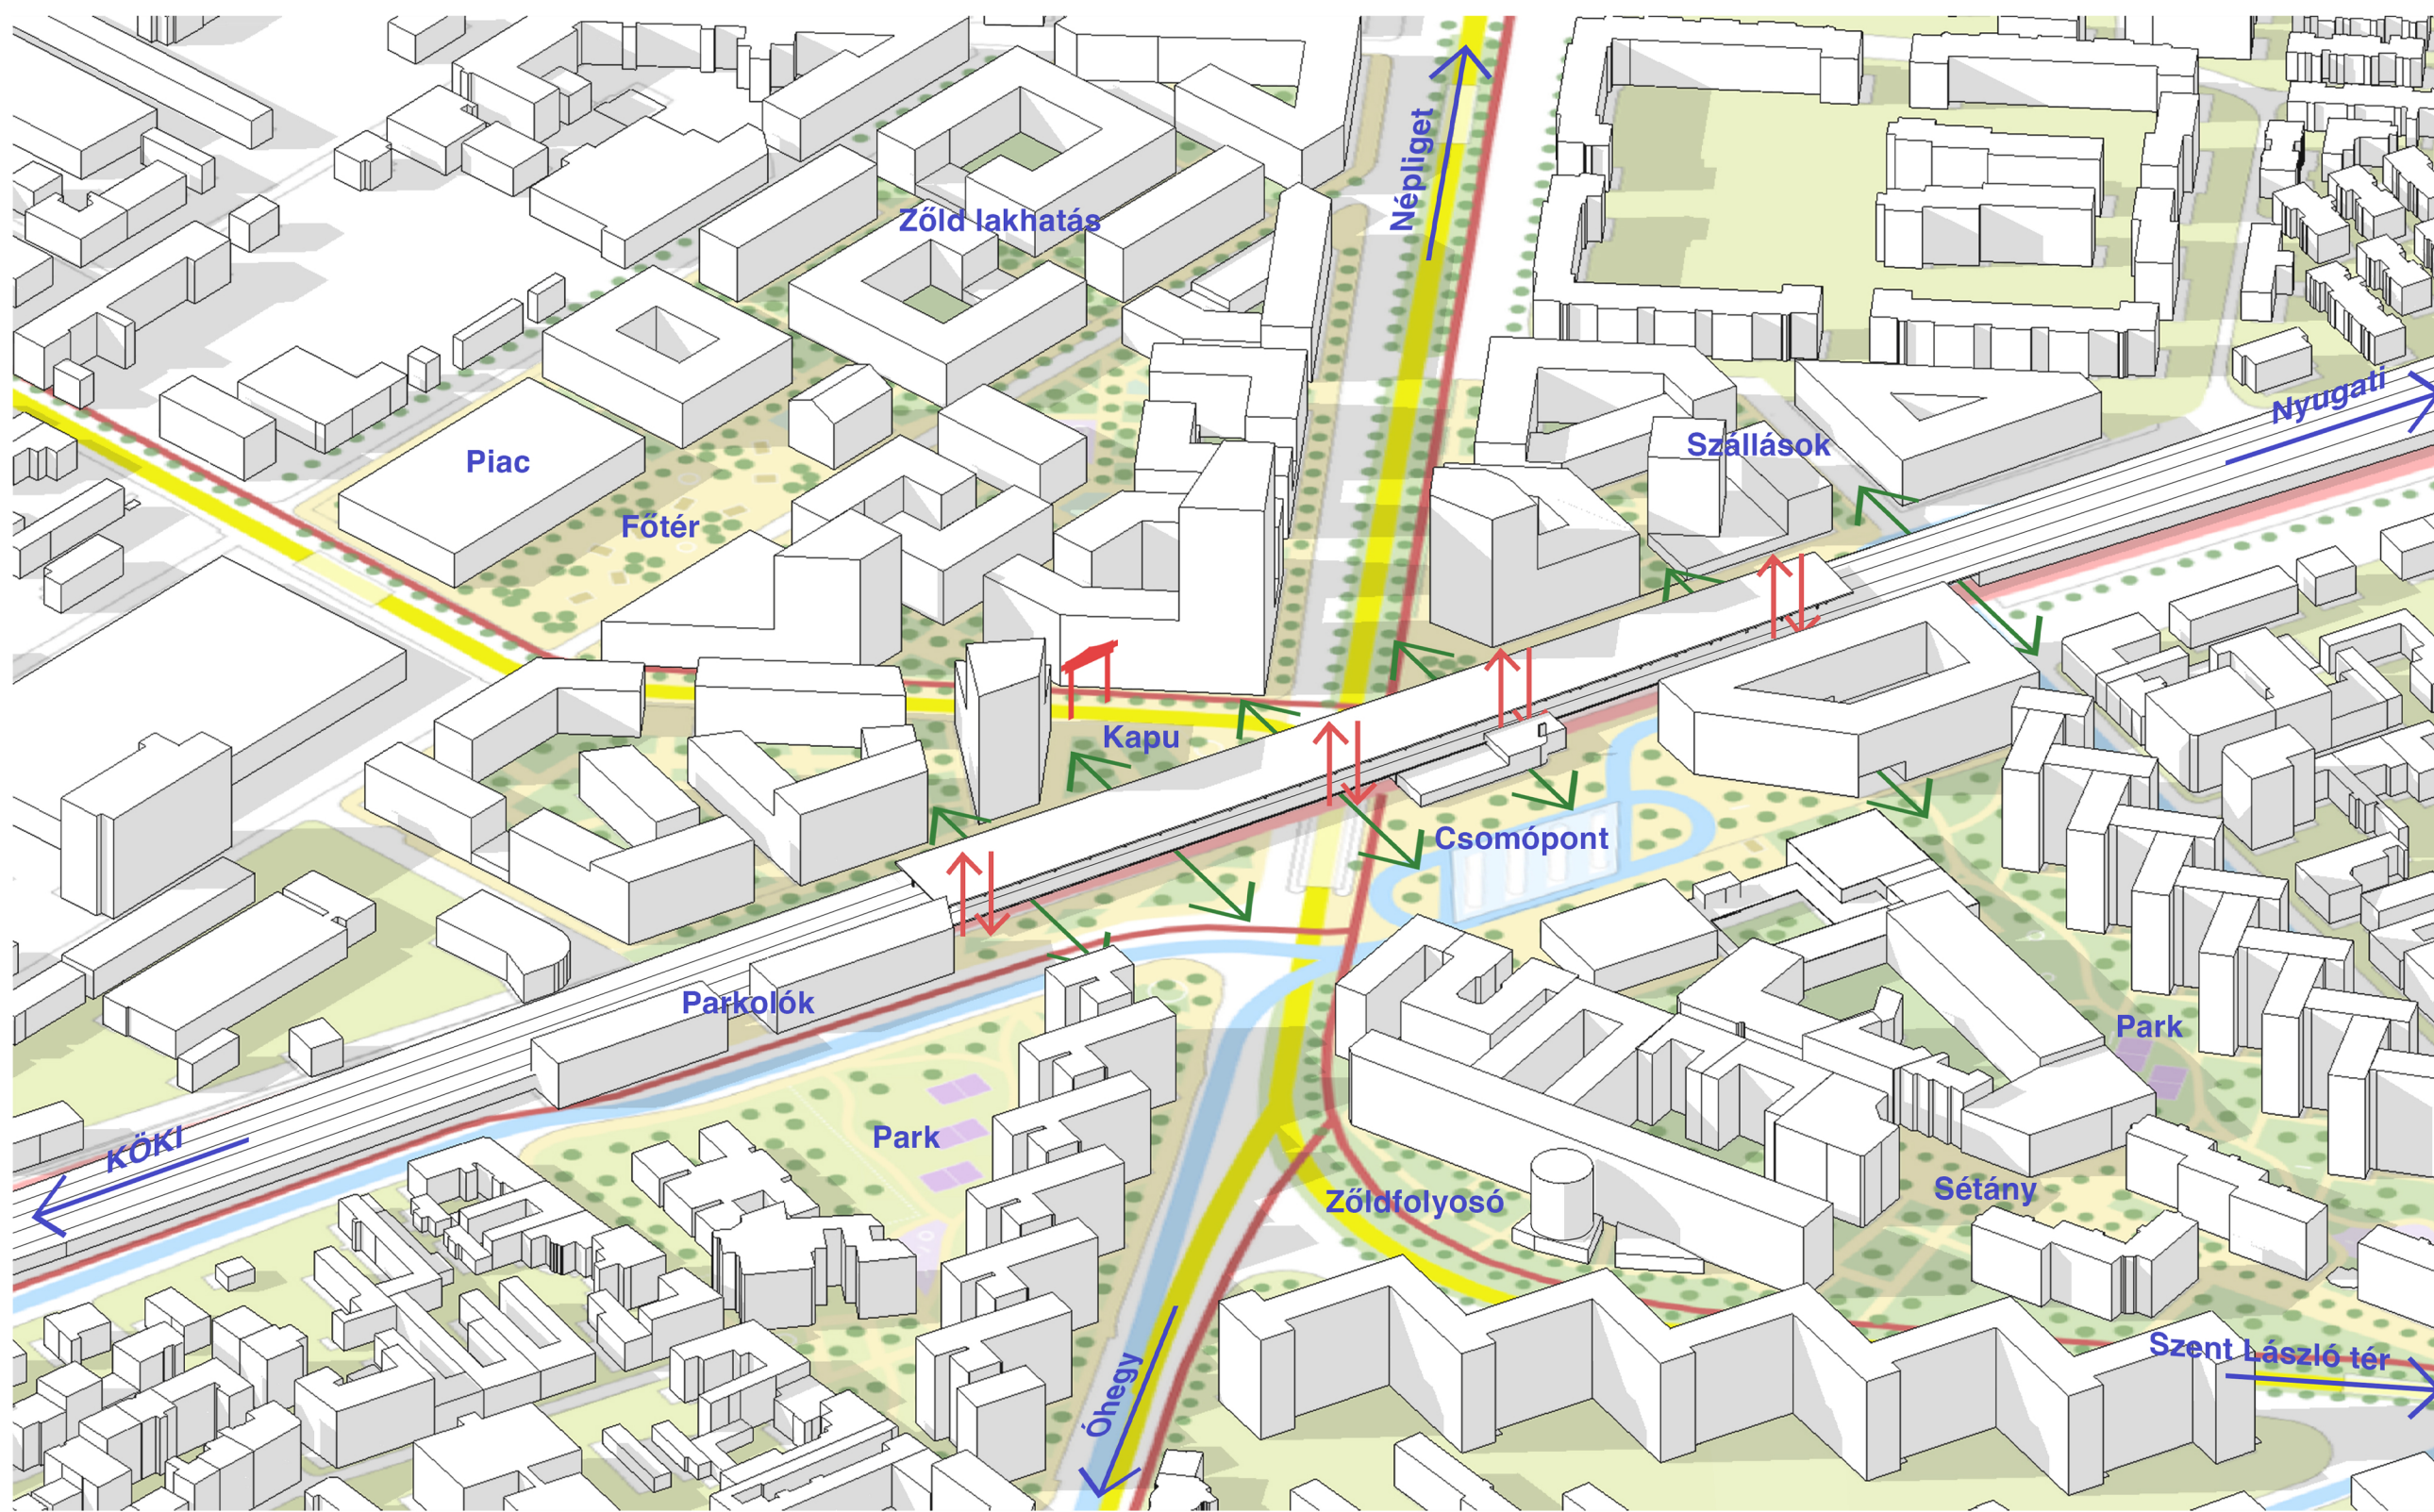 Népliget
Zőld lakhatás
Nyugati
Szállások
Piac
Főtér
Kapu
Csomópont
Parkolók
Park
KÖKI
Park
Sétány
Zőldfolyosó
Szent László tér
Óhegy